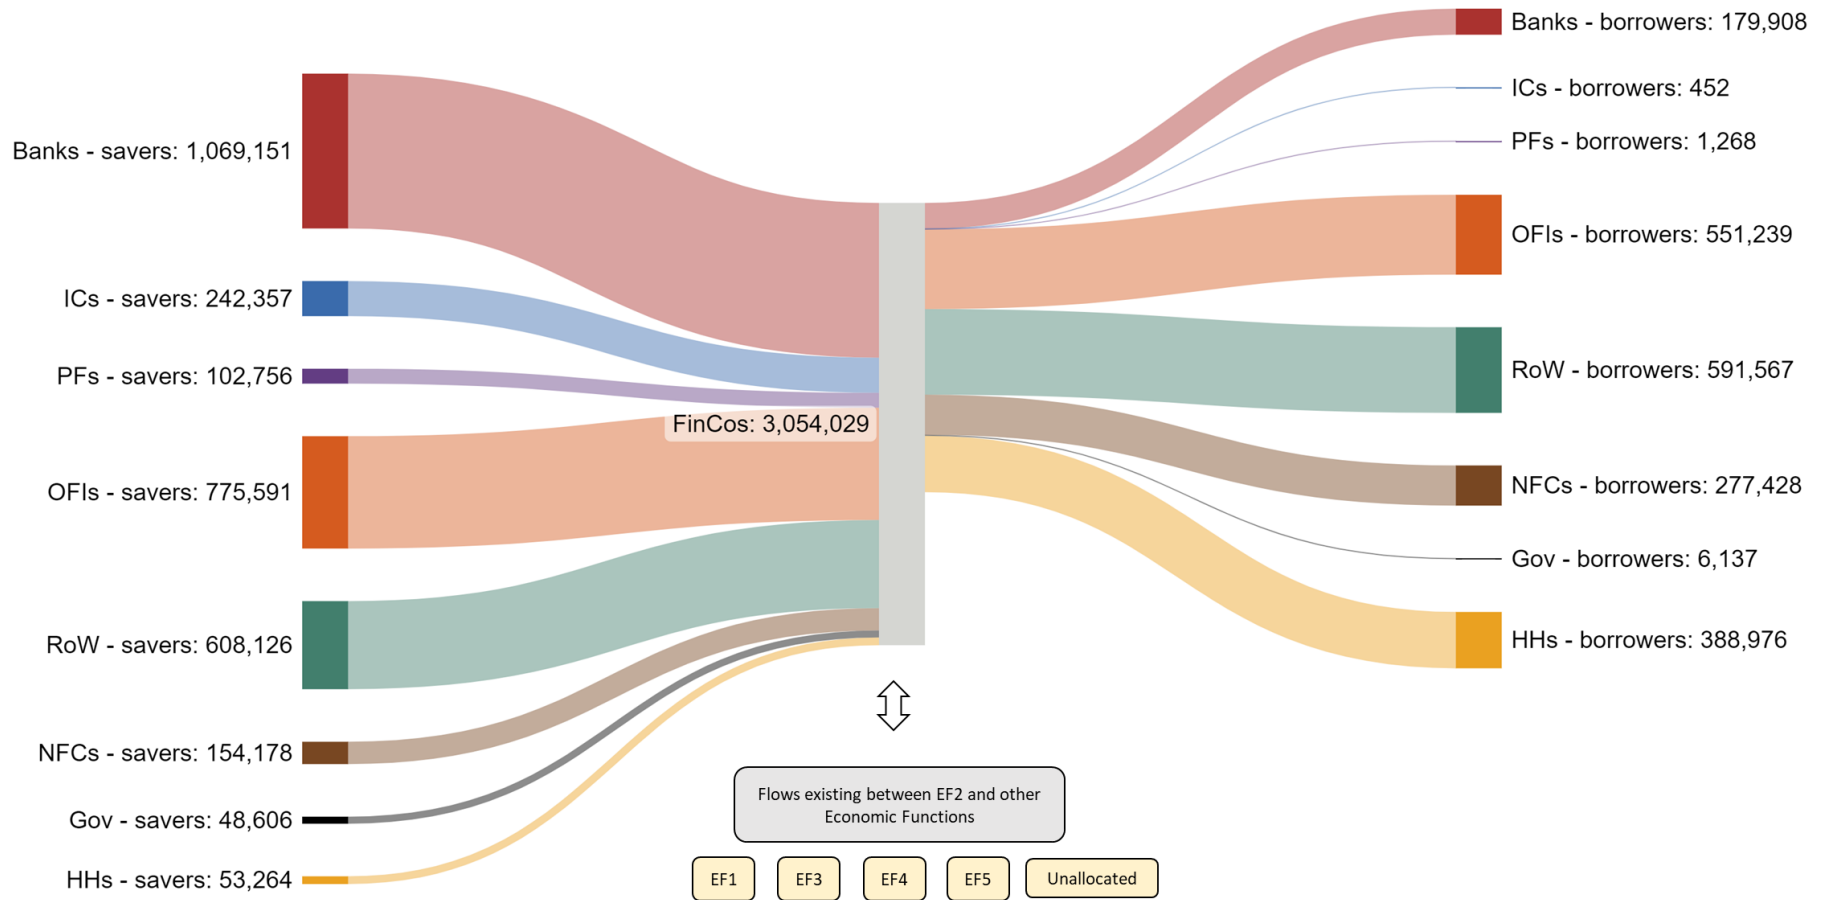 Banks - savers: 1,069,151
ICs - savers: 242,357
PFs - savers: 102,756
OFIs - savers: 775,591
RoW - savers: 608,126
NFCs - savers: 154,178
Gov - savers: 48,606
HHs - savers: 53,264
FinCos: 3,054,029
Banks - borrowers: 179,908
ICs - borrowers: 452
PFs - borrowers: 1,268
OFIs - borrowers: 551,239
RoW - borrowers: 591,567
NFCs - borrowers: 277,428
Gov - borrowers: 6,137
HHs - borrowers: 388,976
Flows existing between EF2 and other
Economic Functions
EF1
EF3
EF4
EF5
Unallocated